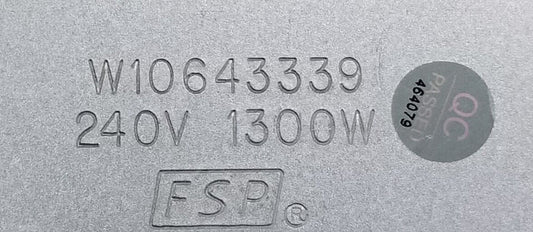 W10643339
240V 1300W
FSP®
QC
PASSED
464079